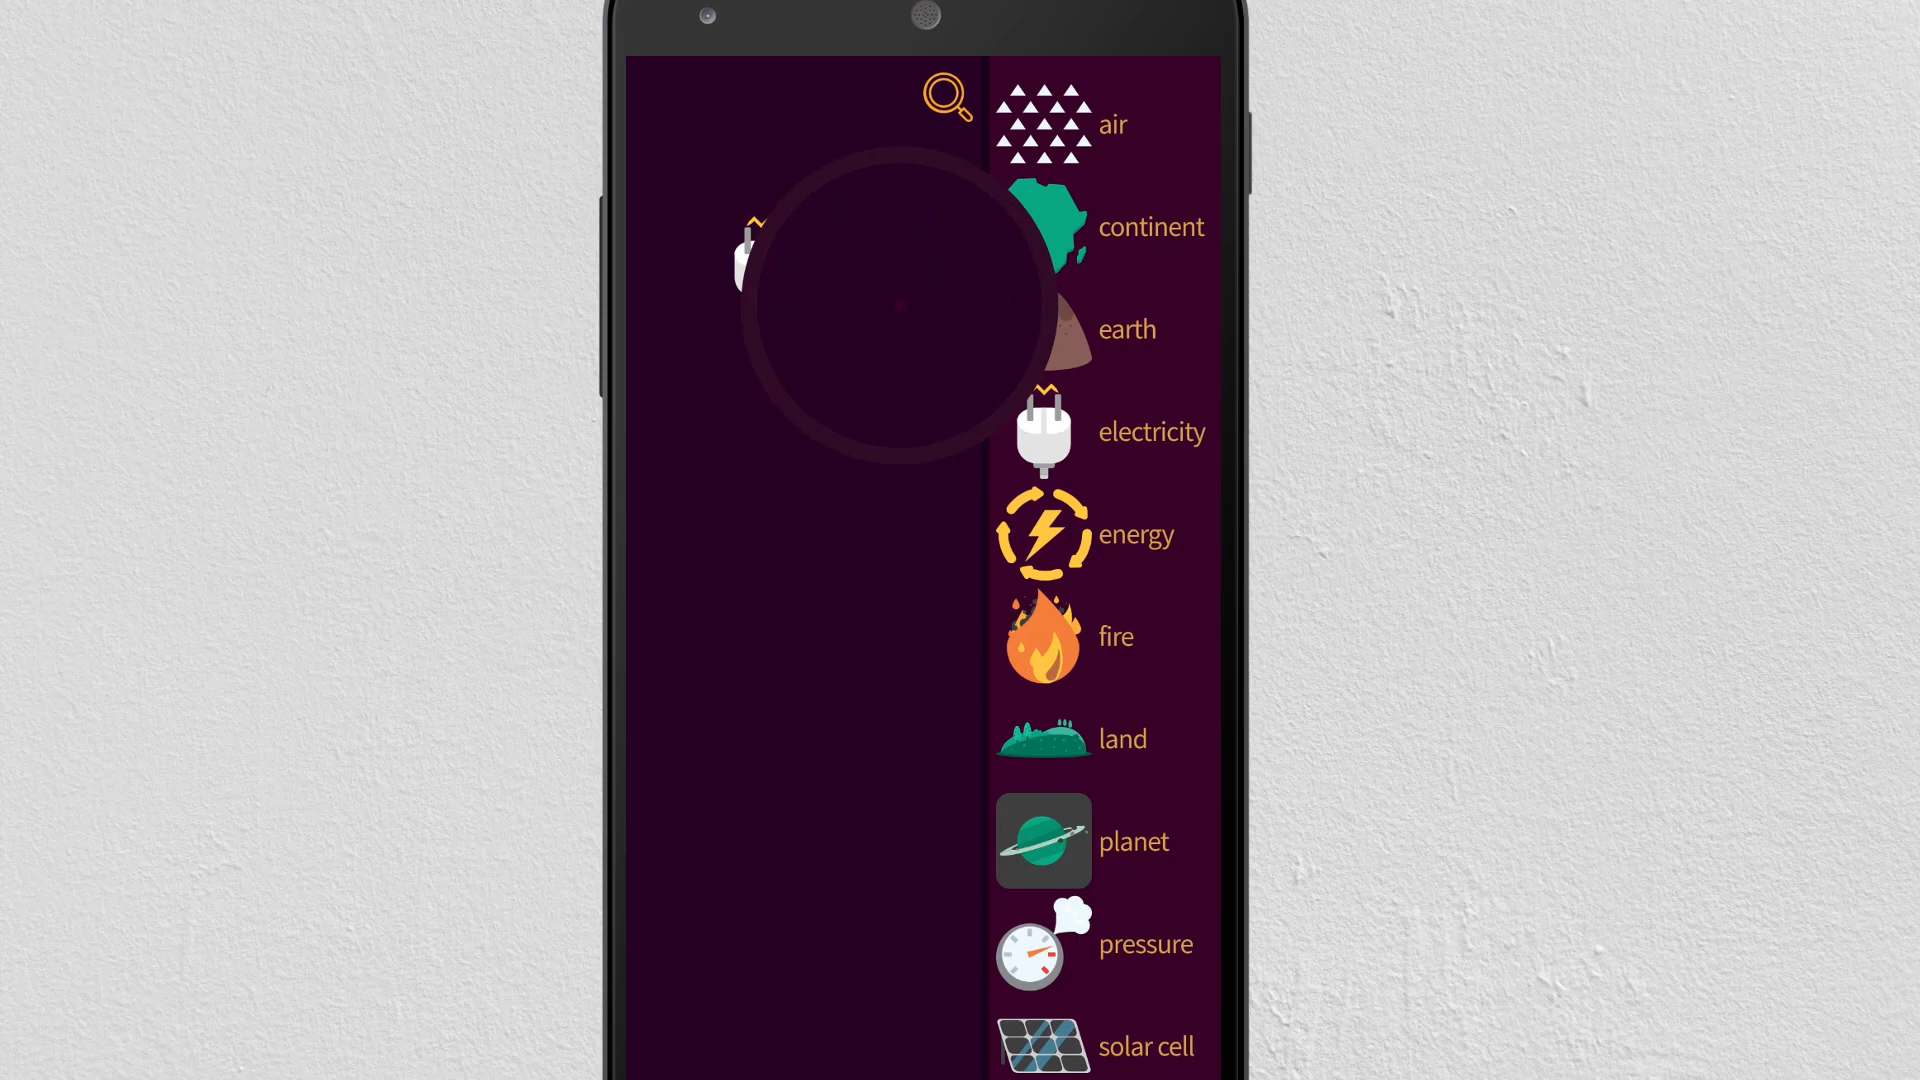 air
continent
earth
electricity
energy
fire
land
planet
pressure
solar cell